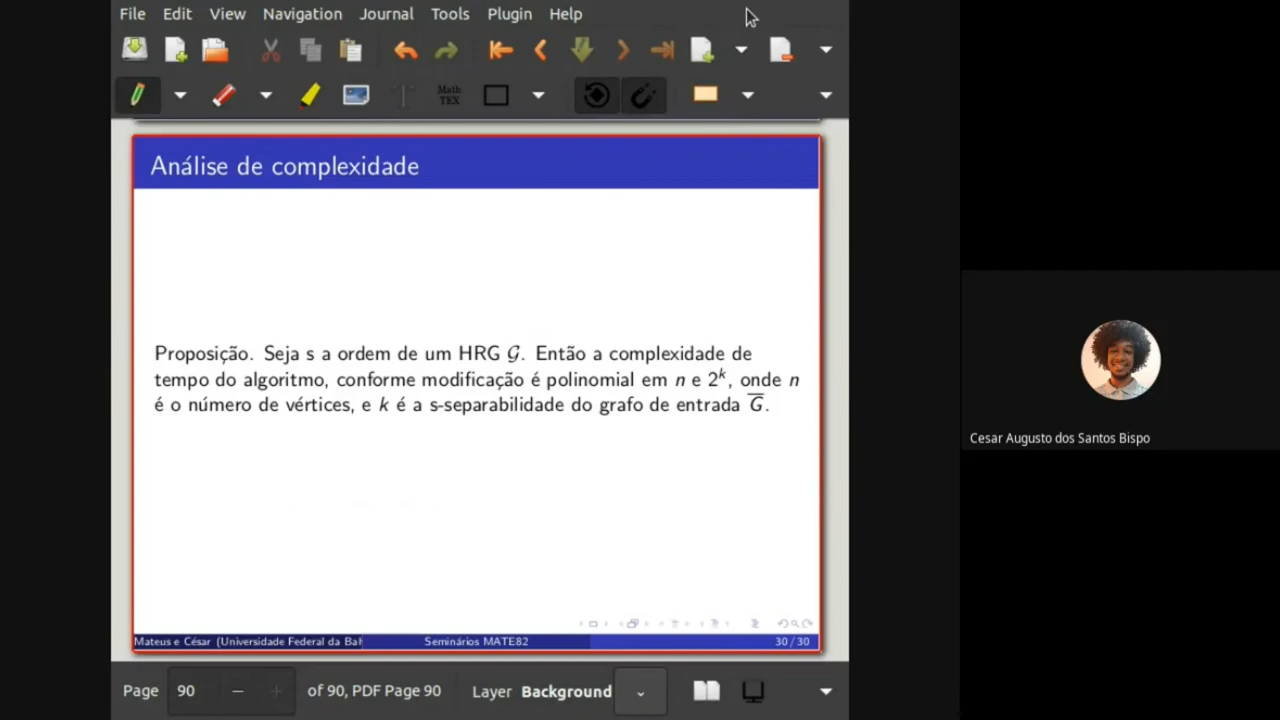 File Edit View Navigation Journal Tools Plugin Help
Math
TEX
Análise de complexidade
Proposição. Seja s a ordem de um HRG 𝒢. Então a complexidade de
tempo do algoritmo, conforme modificação é polinomial em n e 2^k, onde n
é o número de vértices, e k é a s-separabilidade do grafo de entrada G̅.
Mateus e César (Universidade Federal da Bah Seminários MATE82 30 / 30
Cesar Augusto dos Santos Bispo
Page 90 of 90, PDF Page 90 Layer Background